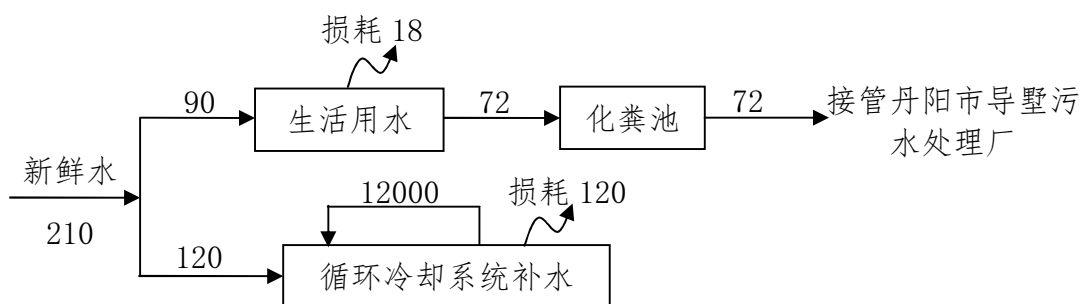 损耗 18
90
生活用水
72
化粪池
72
接管丹阳市导墅污
水处理厂
新鲜水
210
12000
损耗 120
120
循环冷却系统补水